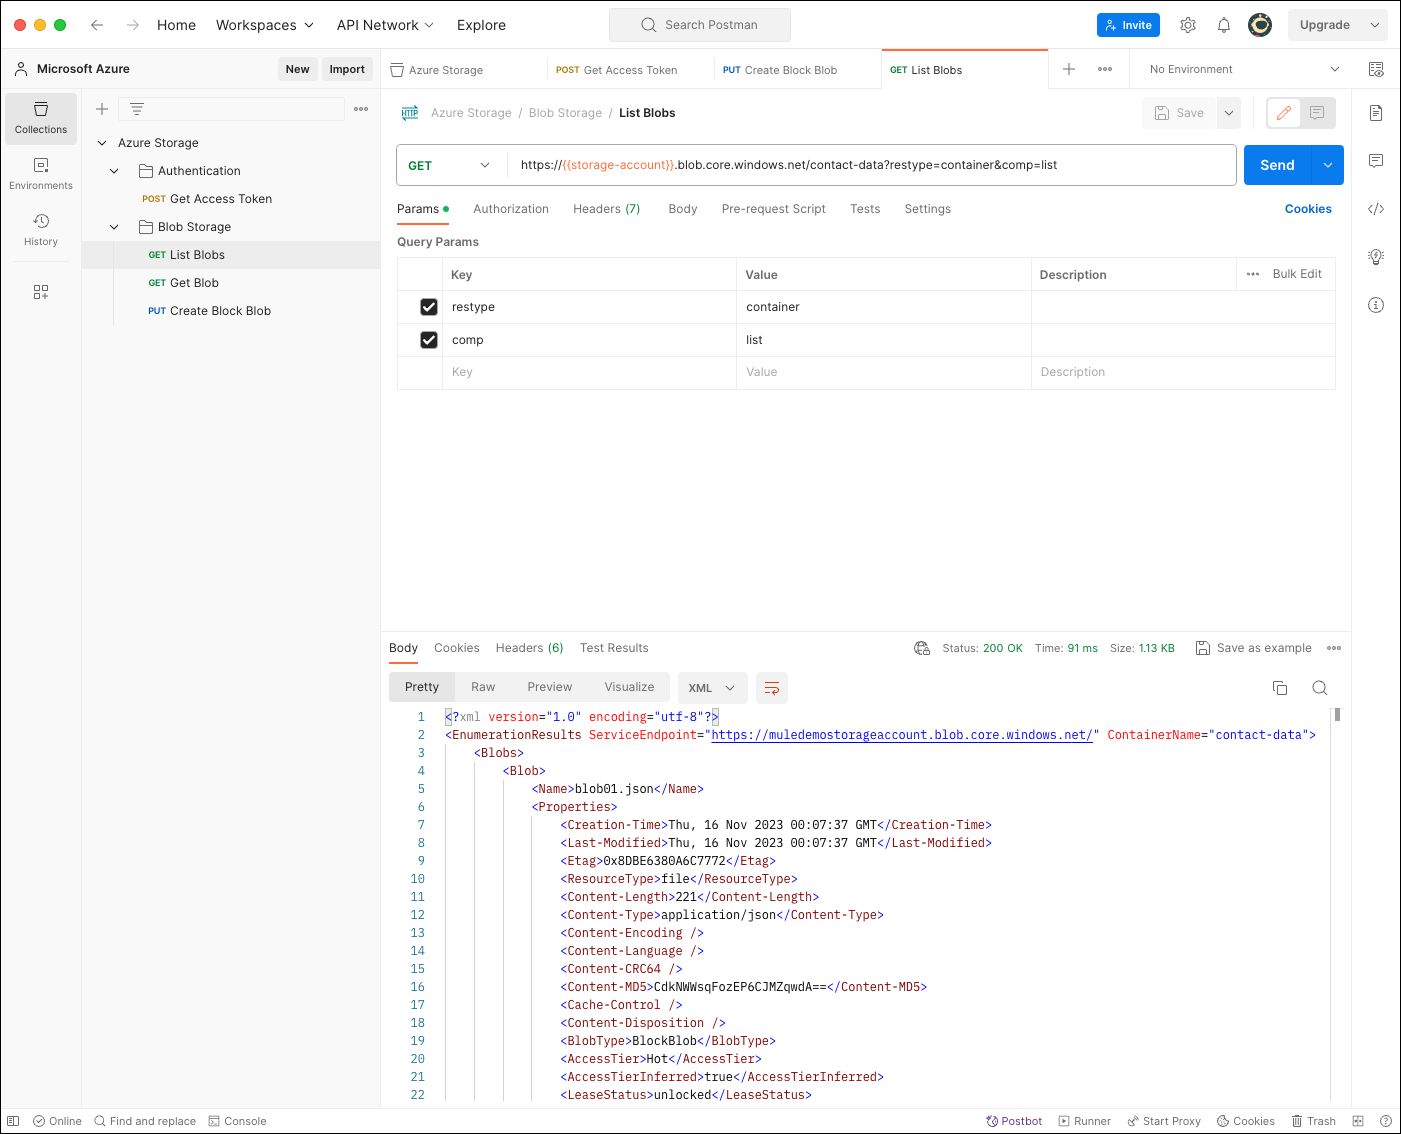 Home Workspaces API Network Explore Search Postman Invite Upgrade
Microsoft Azure New Import
Azure Storage POST Get Access Token PUT Create Block Blob GET List Blobs No Environment
Collections
Environments
History
Azure Storage
Authentication
POST Get Access Token
Blob Storage
GET List Blobs
GET Get Blob
PUT Create Block Blob
HTTP Azure Storage / Blob Storage / List Blobs Save
GET https://{{storage-account}}.blob.core.windows.net/contact-data?restype=container&comp=list Send
Params Authorization Headers (7) Body Pre-request Script Tests Settings Cookies
Query Params
Key Value Description Bulk Edit
restype container
comp list
Key Value Description
Body Cookies Headers (6) Test Results Status: 200 OK Time: 91 ms Size: 1.13 KB Save as example
Pretty Raw Preview Visualize XML
1 <?xml version="1.0" encoding="utf-8"?>
2 <EnumerationResults ServiceEndpoint="https://muledemostorageaccount.blob.core.windows.net/" ContainerName="contact-data">
3 <Blobs>
4 <Blob>
5 <Name>blob01.json</Name>
6 <Properties>
7 <Creation-Time>Thu, 16 Nov 2023 00:07:37 GMT</Creation-Time>
8 <Last-Modified>Thu, 16 Nov 2023 00:07:37 GMT</Last-Modified>
9 <Etag>0x8DBE6380A6C7772</Etag>
10 <ResourceType>file</ResourceType>
11 <Content-Length>221</Content-Length>
12 <Content-Type>application/json</Content-Type>
13 <Content-Encoding />
14 <Content-Language />
15 <Content-CRC64 />
16 <Content-MD5>CdkNWWsqFozEP6CJMZqwdA==</Content-MD5>
17 <Cache-Control />
18 <Content-Disposition />
19 <BlobType>BlockBlob</BlobType>
20 <AccessTier>Hot</AccessTier>
21 <AccessTierInferred>true</AccessTierInferred>
22 <LeaseStatus>unlocked</LeaseStatus>
Online Find and replace Console Postbot Runner Start Proxy Cookies Trash